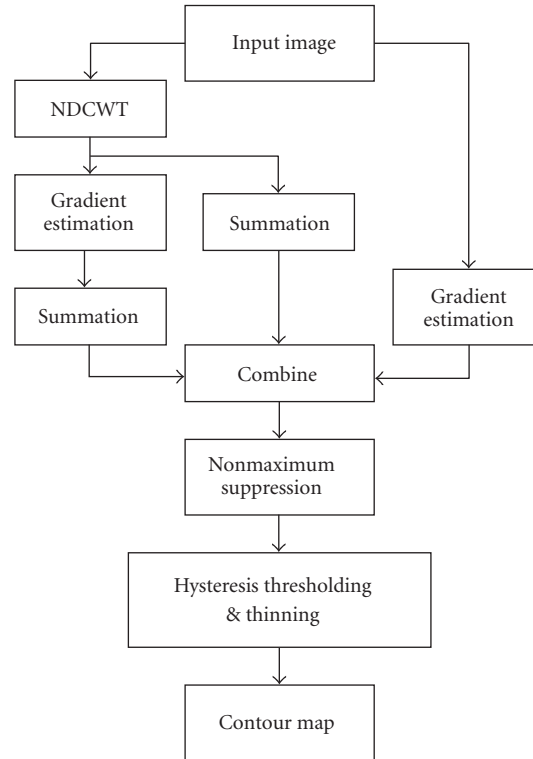 Input image
NDCWT
Gradient
estimation
Summation
Summation
Gradient
estimation
Combine
Nonmaximum
suppression
Hysteresis thresholding
& thinning
Contour map